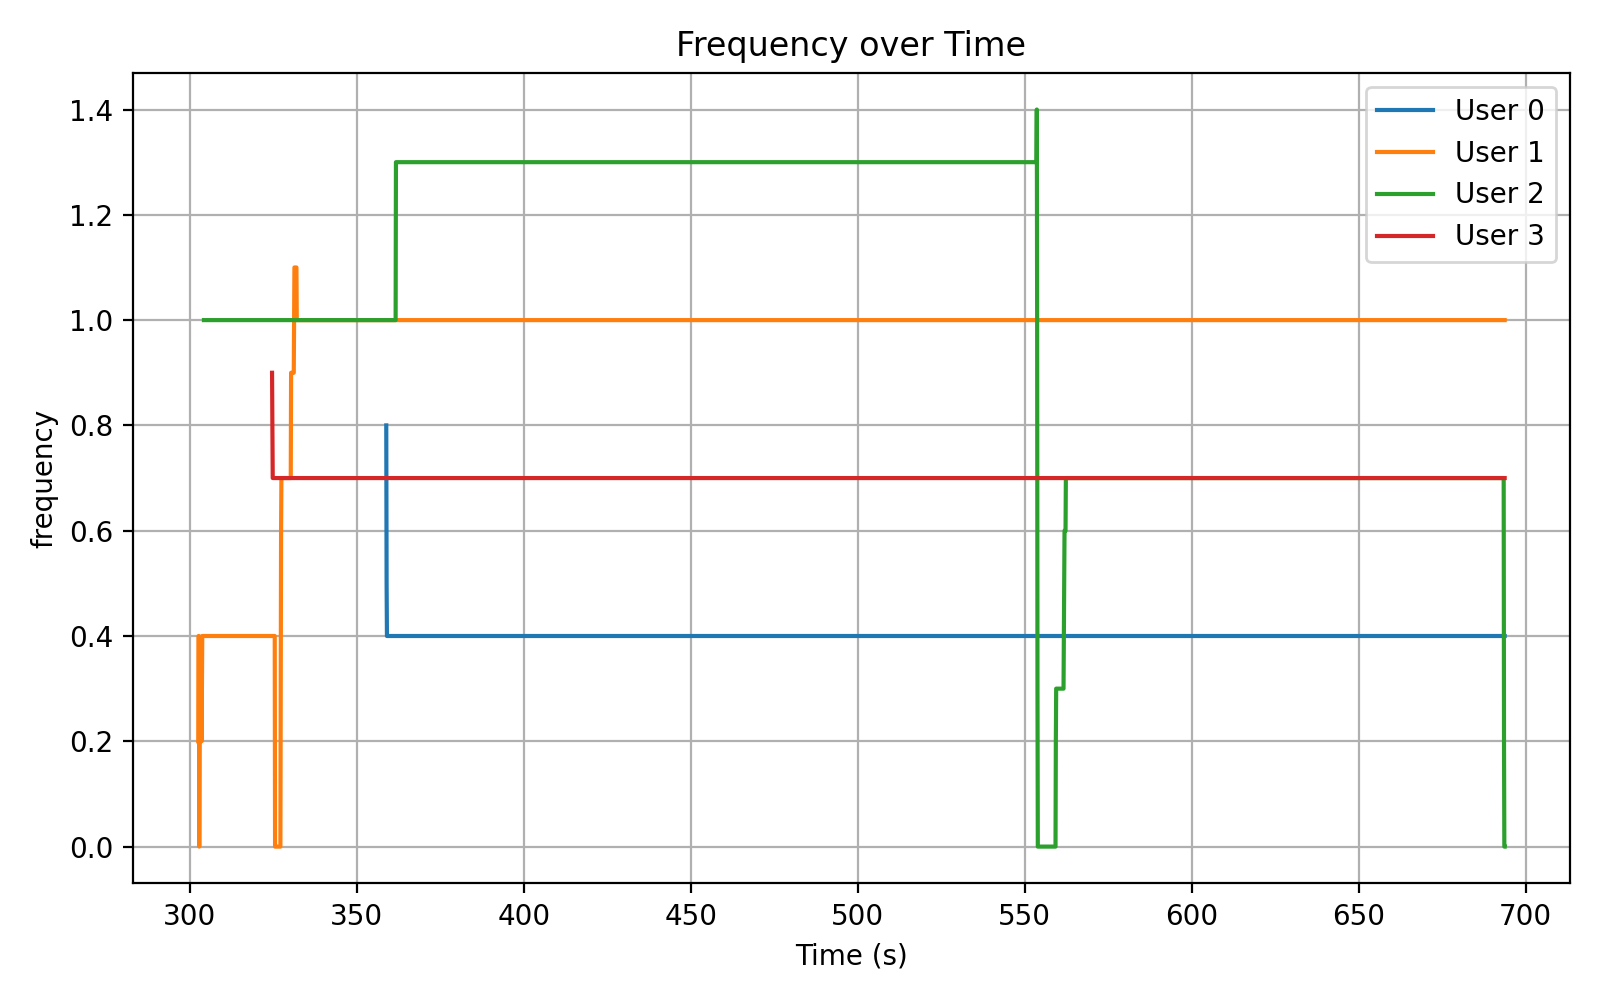 Frequency over Time
frequency
1.4
1.2
1.0
0.8
0.6
0.4
0.2
0.0
User 0
User 1
User 2
User 3
300 350 400 450 500 550 600 650 700
Time (s)